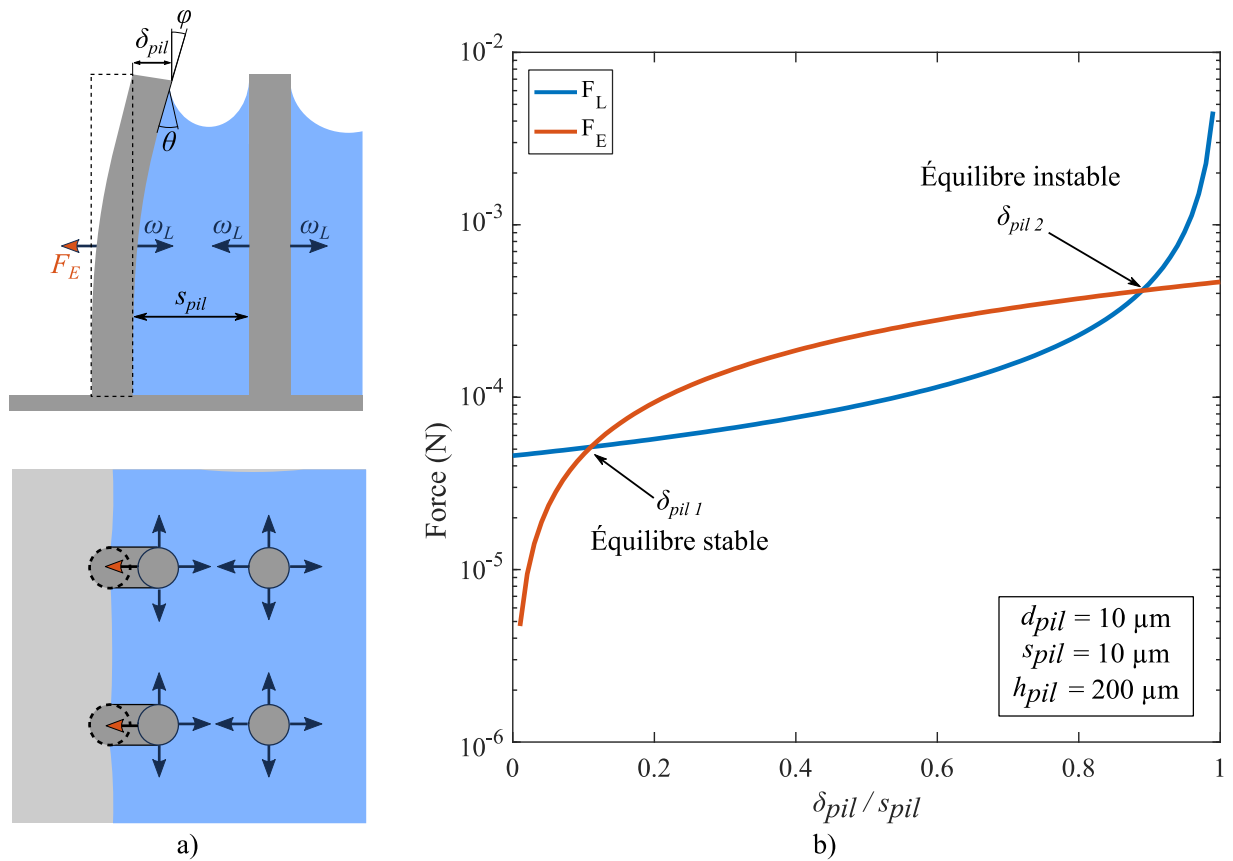 φ
δpil
θ
ωL ωL ωL
FE
spil
a)
10-2
10-3
10-4
10-5
10-6
Force (N)
FL
FE
Équilibre instable
δpil 2
δpil 1
Équilibre stable
dpil = 10 µm
spil = 10 µm
hpil = 200 µm
0 0.2 0.4 0.6 0.8 1
δpil / spil
b)